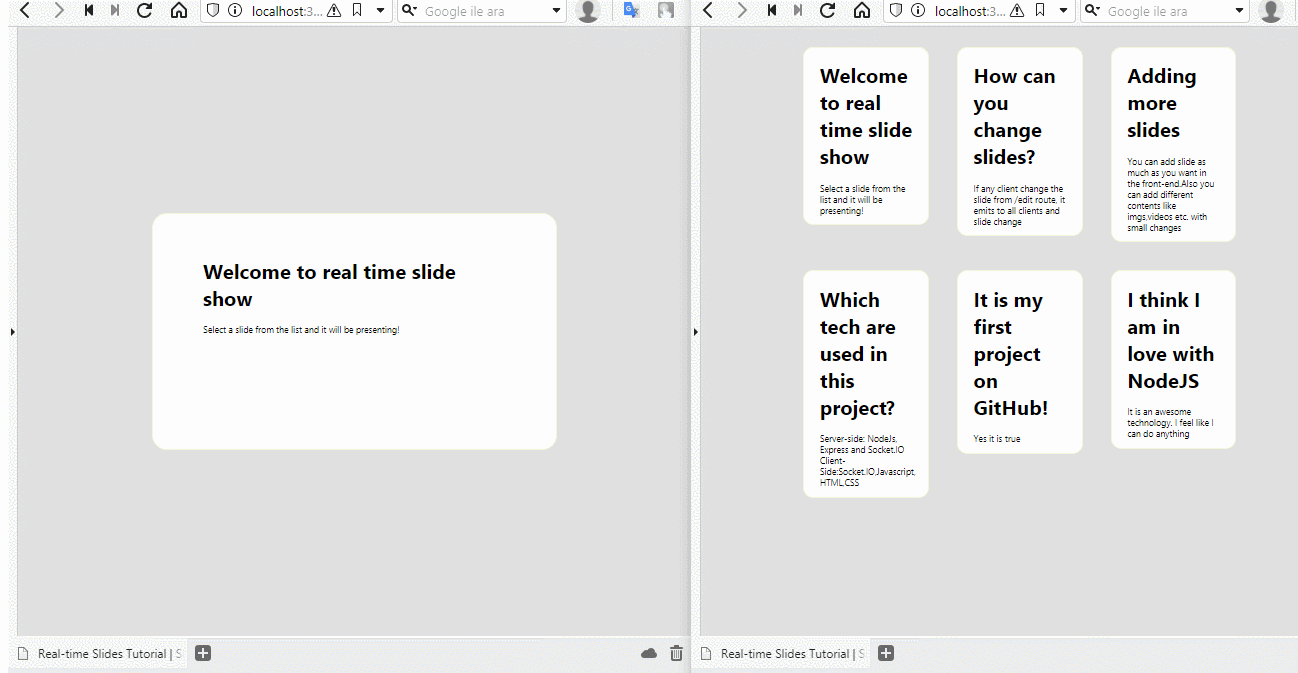 localhost:3...
Google ile ara
Welcome to real time slide
show
Select a slide from the list and it will be presenting!
Real-time Slides Tutorial | S
localhost:3...
Google ile ara
Welcome
to real
time slide
show
Select a slide from the
list and it will be
presenting!
How can
you
change
slides?
If any client change the
slide from /edit route, it
emits to all clients and
slide change
Adding
more
slides
You can add slide as
much as you want in
the front-end,Also you
can add different
contents like
imgs,videos etc. with
small changes
Which
tech are
used in
this
project?
Server-side: NodeJs,
Express and Socket.IO
Client-
Side:Socket.IO,Javascript,
HTML,CSS
It is my
first
project
on
GitHub!
Yes it is true
I think I
am in
love with
NodeJS
It is an awesome
technology. I feel like I
can do anything
Real-time Slides Tutorial | S